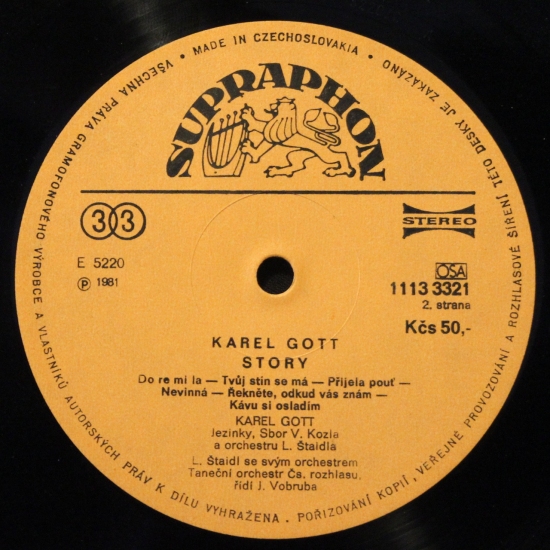 • MADE IN CZECHOSLOVAKIA •
VŠECHNA PRÁVA GRAMOFONOVÉHO VÝROBCE A VLASTNÍKŮ AUTORSKÝCH PRÁV K DÍLU VYHRAŽENA. • POŘIZOVÁNÍ KOPIÍ, VEŘEJNÉ PROVOZOVÁNÍ A ROZHLASOVÉ ŠÍŘENÍ TÉTO DESKY JE ZAKÁZÁNO
SUPRAPHON
33
STEREO
E 5220
Ⓟ 1981
OSA
1113 3321
2. strana
Kčs 50,-
KAREL GOTT
STORY
Do re mi la — Tvůj stín se má — Přijela pouť —
Nevinná — Řekněte, odkud vás znám —
Kávu si osladím
KAREL GOTT
Jezinky, Sbor V. Kozla
a orchestru L. Štaidla
L. Štaidl se svým orchestrem
Taneční orchestr Čs. rozhlasu,
řídí J. Vobruba